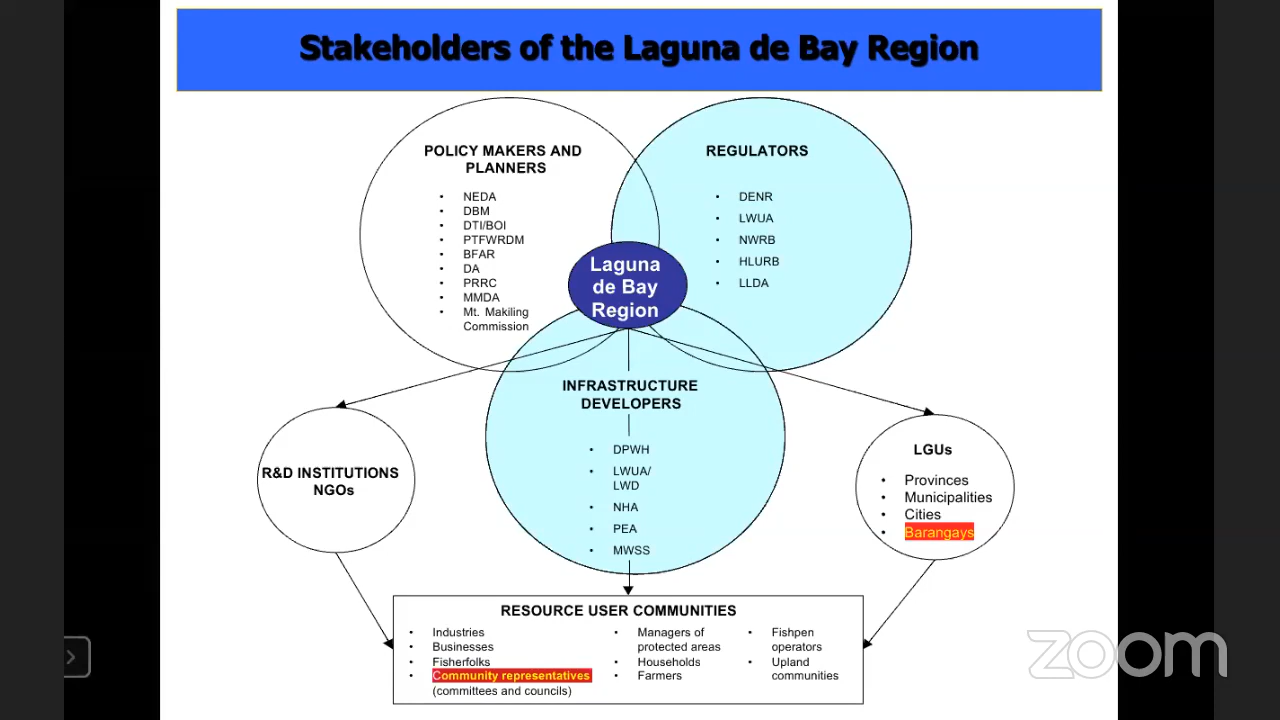 Stakeholders of the Laguna de Bay Region
POLICY MAKERS AND
PLANNERS
• NEDA
• DBM
• DTI/BOI
• PTFWRDM
• BFAR
• DA
• PRRC
• MMDA
• Mt. Makiling
Commission
REGULATORS
• DENR
• LWUA
• NWRB
• HLURB
• LLDA
Laguna
de Bay
Region
INFRASTRUCTURE
DEVELOPERS
• DPWH
• LWUA/
LWD
• NHA
• PEA
• MWSS
R&D INSTITUTIONS
NGOs
LGUs
• Provinces
• Municipalities
• Cities
• Barangays
RESOURCE USER COMMUNITIES
• Industries
• Businesses
• Fisherfolks
• Community representatives
(committees and councils)
• Managers of
protected areas
• Households
• Farmers
• Fishpen
operators
• Upland
communities
zoom